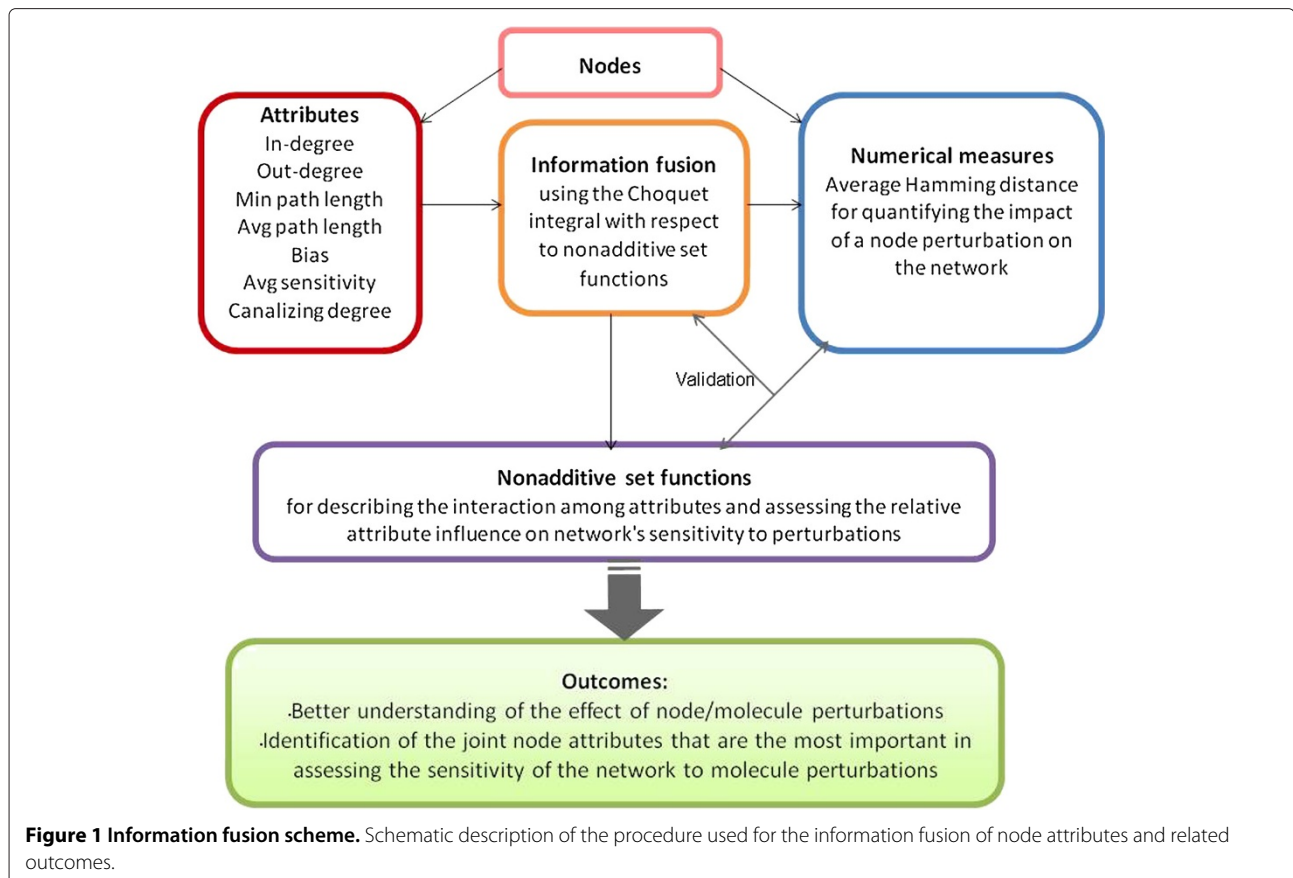 Nodes
Attributes
In-degree
Out-degree
Min path length
Avg path length
Bias
Avg sensitivity
Canalizing degree
Information fusion
using the Choquet
integral with respect
to nonadditive set
functions
Numerical measures
Average Hamming distance
for quantifying the impact
of a node perturbation on
the network
Validation
Nonadditive set functions
for describing the interaction among attributes and assessing the relative
attribute influence on network's sensitivity to perturbations
Outcomes:
.Better understanding of the effect of node/molecule perturbations
.Identification of the joint node attributes that are the most important in
assessing the sensitivity of the network to molecule perturbations
Figure 1 Information fusion scheme. Schematic description of the procedure used for the information fusion of node attributes and related
outcomes.